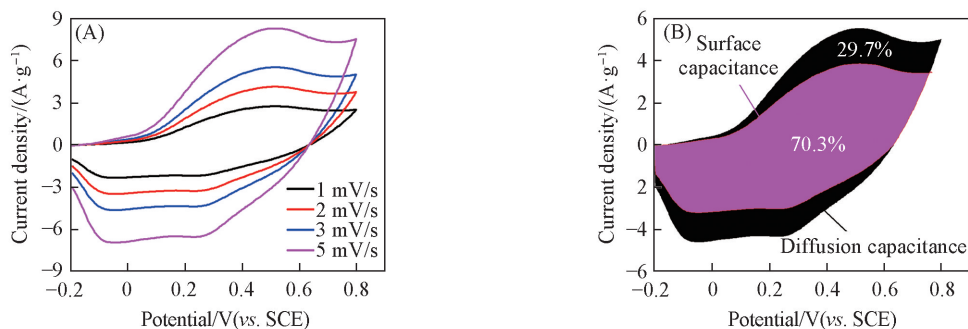 (A)
Current density/(A·g⁻¹)
9
6
3
0
−3
−6
−9
1 mV/s
2 mV/s
3 mV/s
5 mV/s
−0.2
0
0.2
0.4
0.6
0.8
Potential/V(vs. SCE)
(B)
Current density/(A·g⁻¹)
6
4
2
0
2
4
6
Surface
capacitance
29.7%
70.3%
Diffusion capacitance
−0.2
0
0.2
0.4
0.6
0.8
Potential/V(vs. SCE)